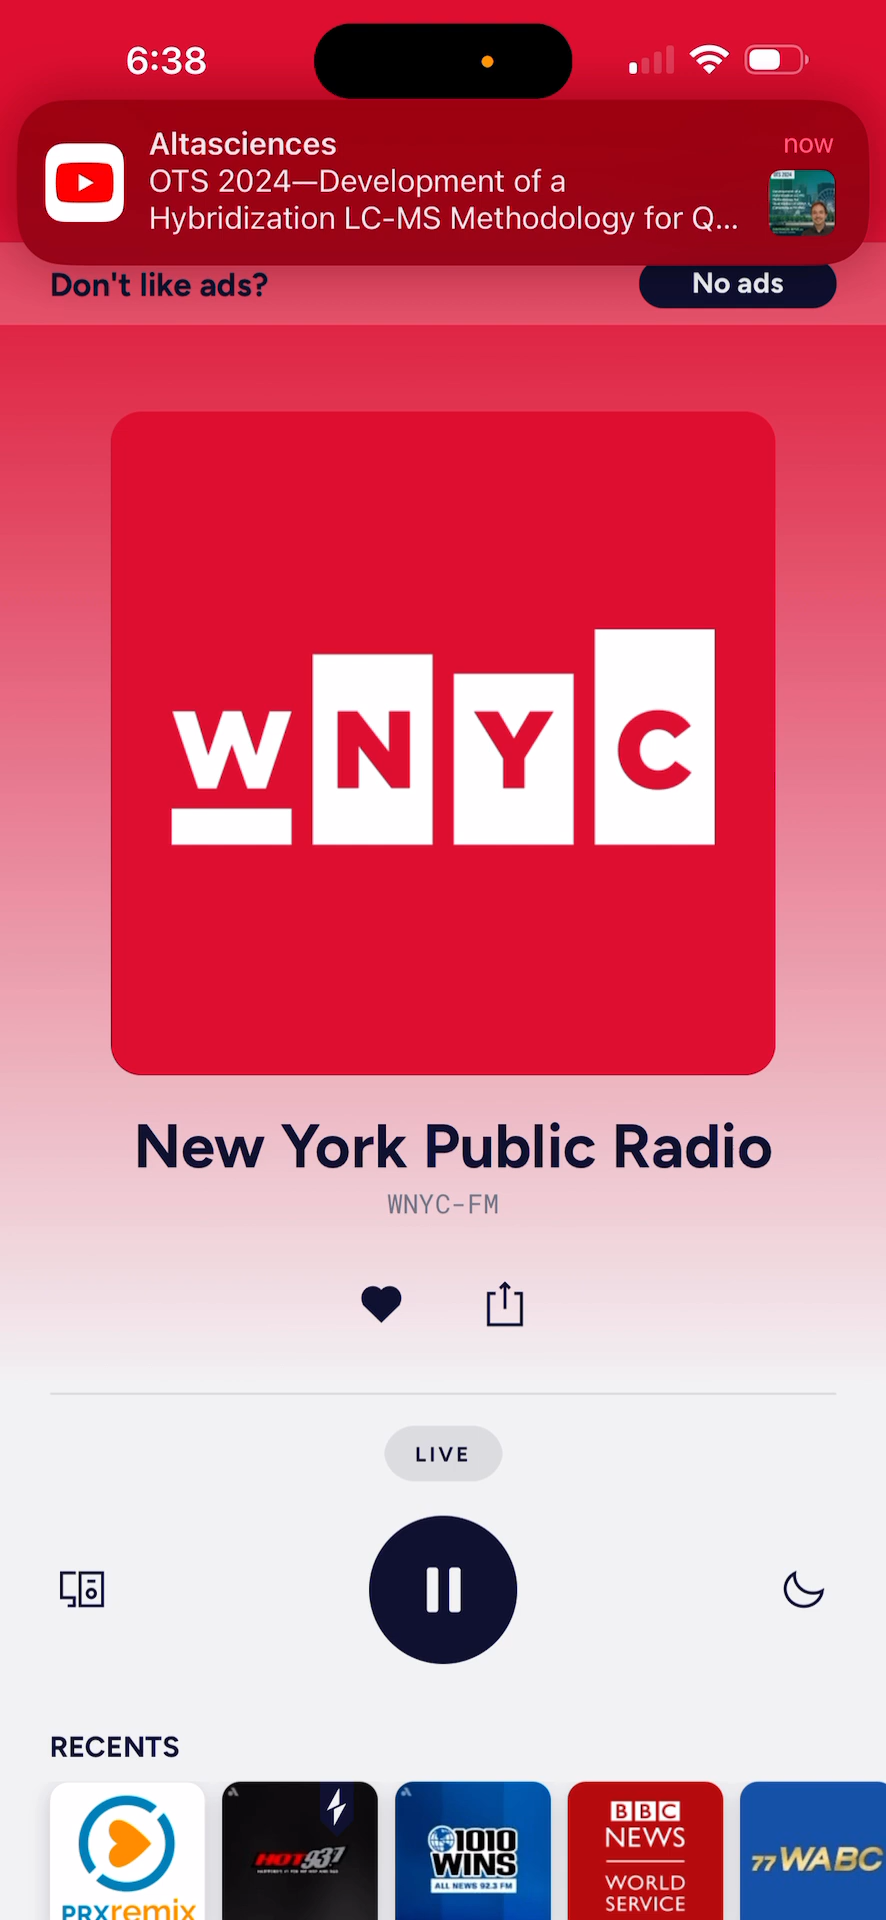 6:38
Altasciences
now
OTS 2024—Development of a
Hybridization LC-MS Methodology for Q...
Don't like ads?
No ads
WNYC
New York Public Radio
WNYC-FM
LIVE
RECENTS
PRXremix
HOT 93.7
1010
WINS
ALL NEWS 92.3 FM
BBC
NEWS
WORLD
SERVICE
77WABC